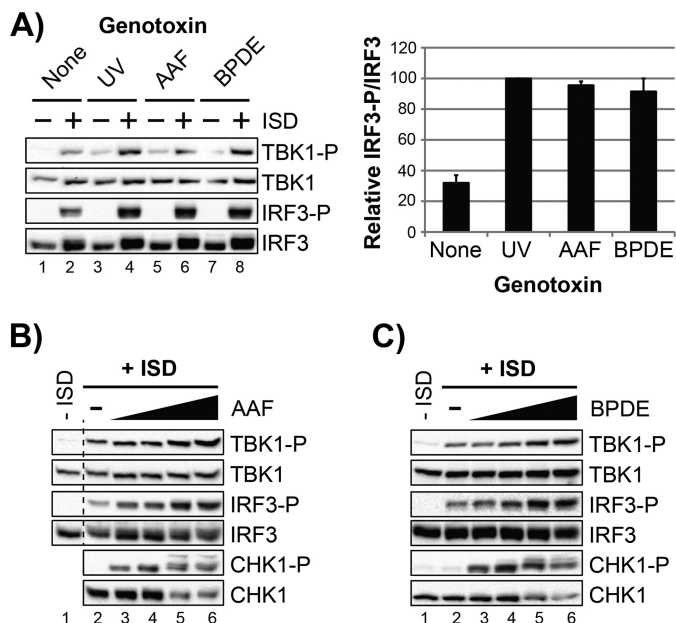 A)
Genotoxin
None UV AAF BPDE
− + − + − + − + ISD
TBK1-P
TBK1
IRF3-P
IRF3
1 2 3 4 5 6 7 8
Relative IRF3-P/IRF3
120
100
80
60
40
20
0
None UV AAF BPDE
Genotoxin
B)
- ISD
+ ISD
− AAF
TBK1-P
TBK1
IRF3-P
IRF3
CHK1-P
CHK1
1 2 3 4 5 6
C)
- ISD
+ ISD
− BPDE
TBK1-P
TBK1
IRF3-P
IRF3
CHK1-P
CHK1
1 2 3 4 5 6